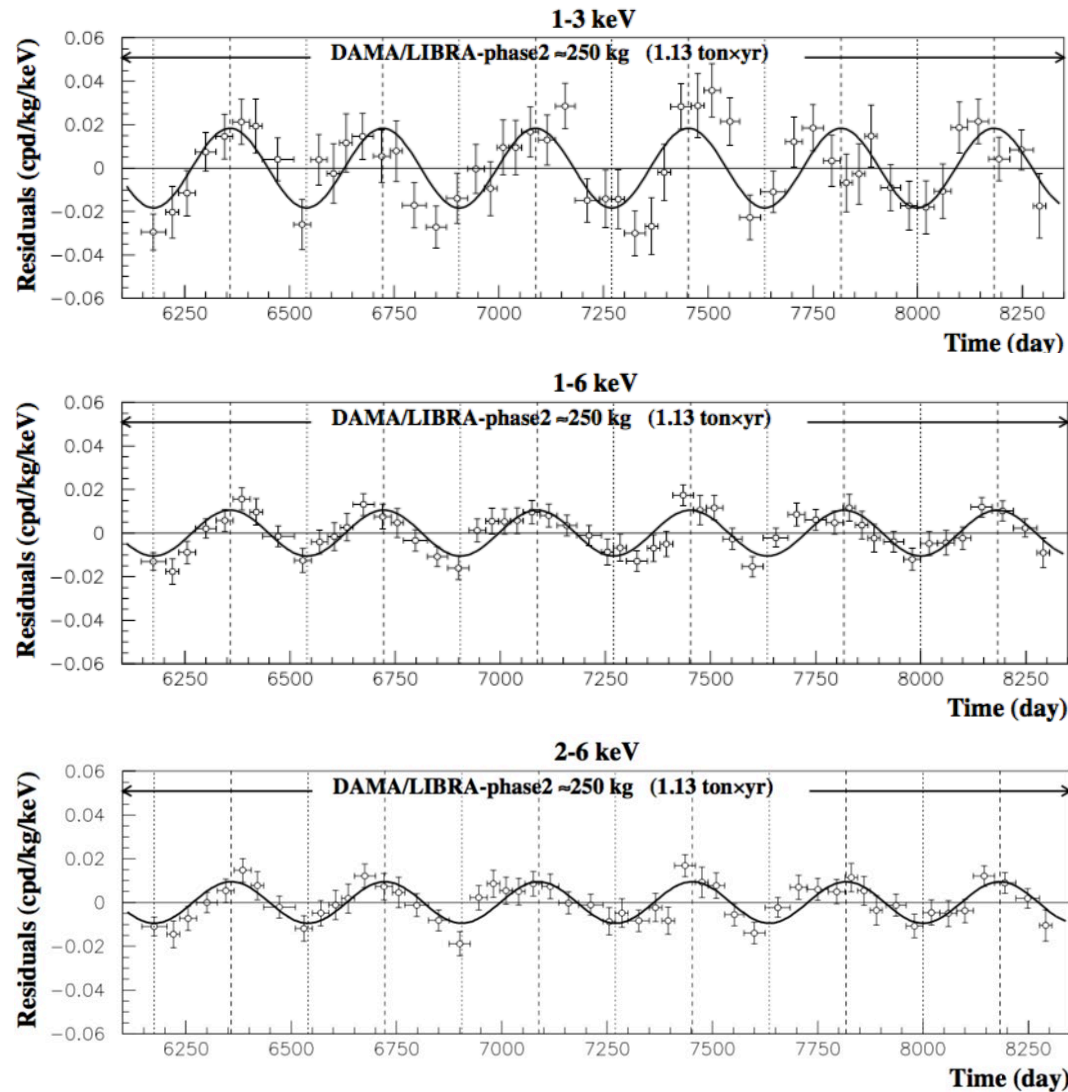 1-3 keV
DAMA/LIBRA-phase2 ≈250 kg (1.13 ton×yr)
Residuals (cpd/kg/keV)
0.06
0.04
0.02
0
−0.02
−0.04
−0.06
6250 6500 6750 7000 7250 7500 7750 8000 8250
Time (day)
1-6 keV
DAMA/LIBRA-phase2 ≈250 kg (1.13 ton×yr)
Residuals (cpd/kg/keV)
0.06
0.04
0.02
0
−0.02
−0.04
−0.06
6250 6500 6750 7000 7250 7500 7750 8000 8250
Time (day)
2-6 keV
DAMA/LIBRA-phase2 ≈250 kg (1.13 ton×yr)
Residuals (cpd/kg/keV)
0.06
0.04
0.02
0
−0.02
−0.04
−0.06
6250 6500 6750 7000 7250 7500 7750 8000 8250
Time (day)